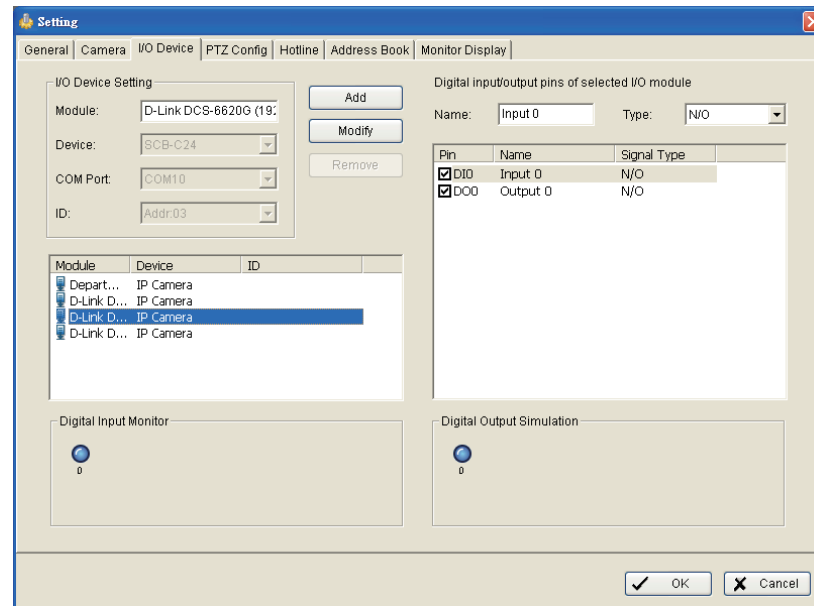 Setting
General Camera I/O Device PTZ Config Hotline Address Book Monitor Display
I/O Device Setting
Module: D-Link DCS-6620G (192
Device: SCB-C24
COM Port: COM10
ID: Addr:03
Add
Modify
Remove
Module Device ID
Depart... IP Camera
D-Link D... IP Camera
D-Link D... IP Camera
D-Link D... IP Camera
Digital Input Monitor
0
Digital input/output pins of selected I/O module
Name: Input 0 Type: N/O
Pin Name Signal Type
DI0 Input 0 N/O
DO0 Output 0 N/O
Digital Output Simulation
0
OK Cancel